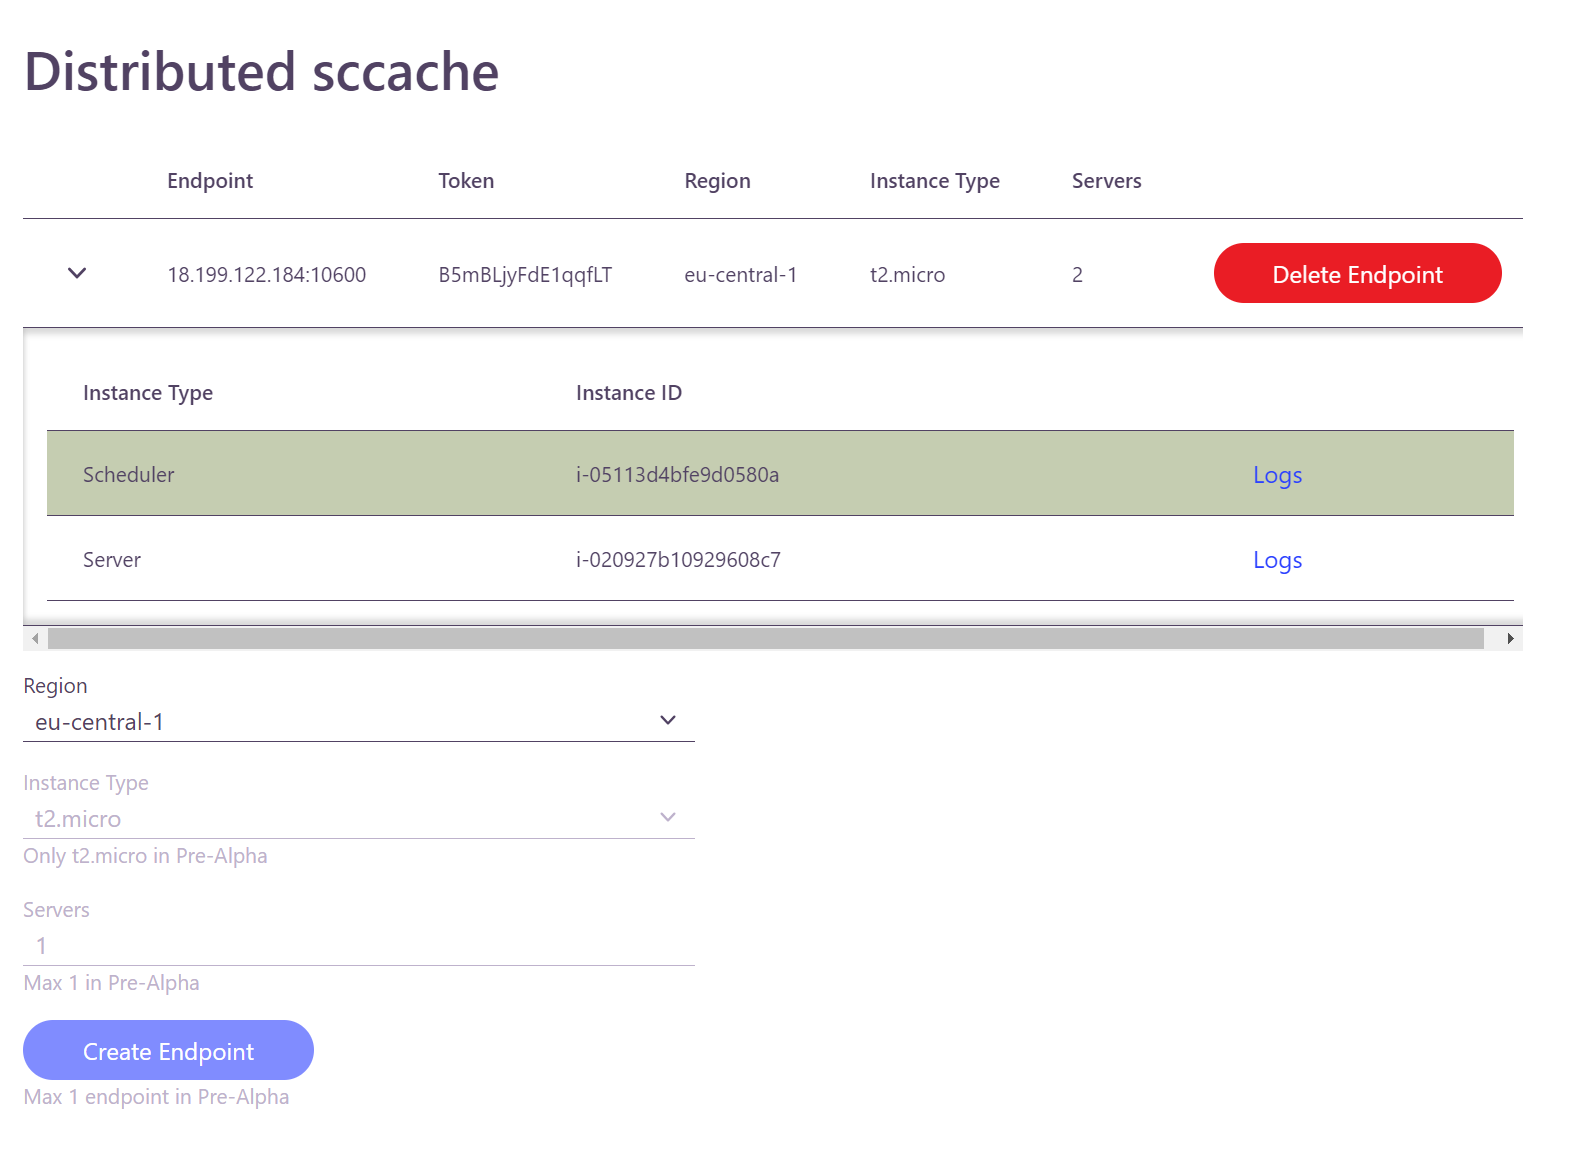 Distributed sccache
Endpoint Token Region Instance Type Servers
18.199.122.184:10600 B5mBLjyFdE1qqfLT eu-central-1 t2.micro 2 Delete Endpoint
Instance Type Instance ID
Scheduler i-05113d4bfe9d0580a Logs
Server i-020927b10929608c7 Logs
Region
eu-central-1
Instance Type
t2.micro
Only t2.micro in Pre-Alpha
Servers
1
Max 1 in Pre-Alpha
Create Endpoint
Max 1 endpoint in Pre-Alpha